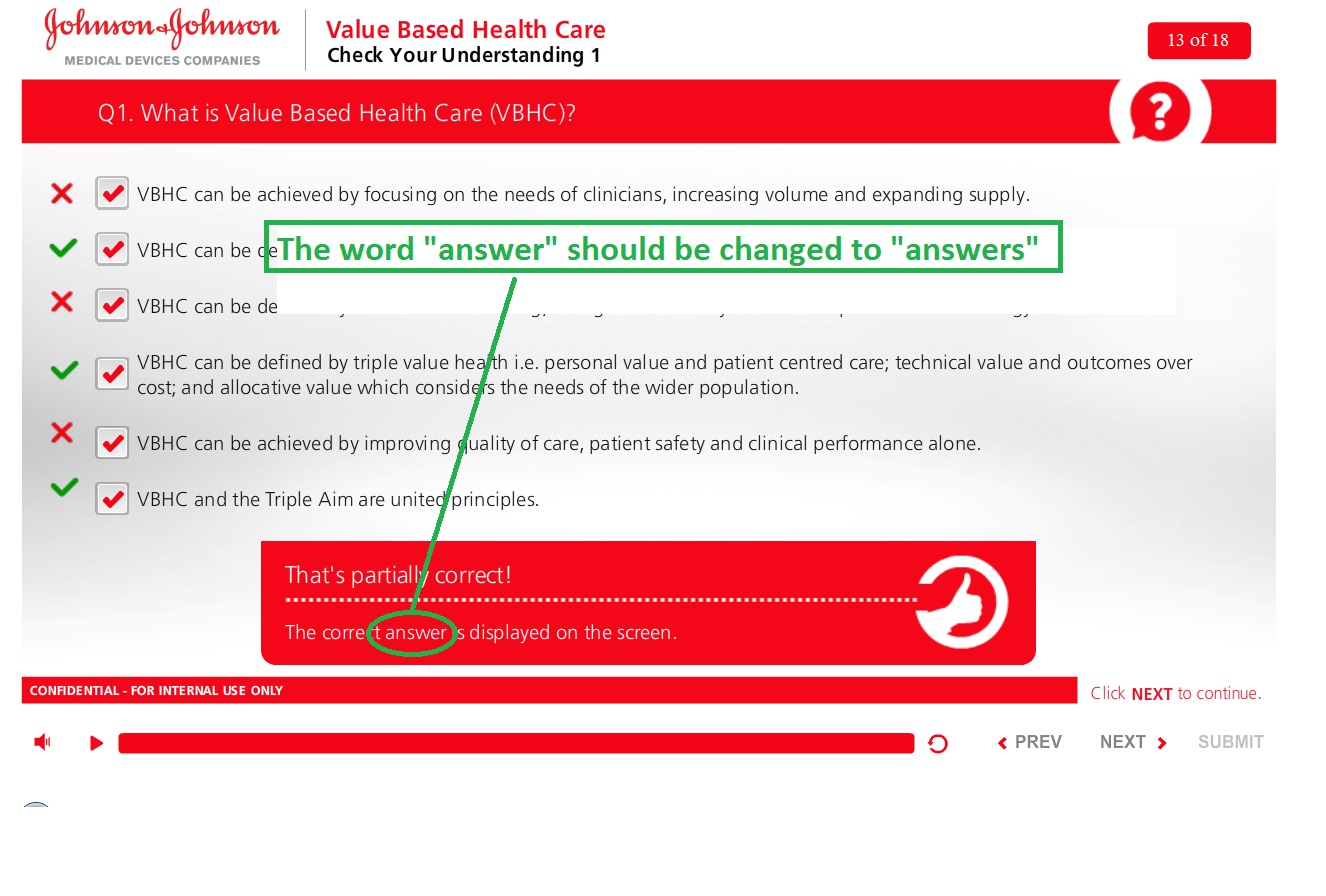 Johnson & Johnson
MEDICAL DEVICES COMPANIES
Value Based Health Care
Check Your Understanding 1
13 of 18
Q1. What is Value Based Health Care (VBHC)?
?
VBHC can be achieved by focusing on the needs of clinicians, increasing volume and expanding supply.
VBHC can be de
The word "answer" should be changed to "answers"
VBHC can be de
VBHC can be defined by triple value health i.e. personal value and patient centred care; technical value and outcomes over
cost; and allocative value which considers the needs of the wider population.
VBHC can be achieved by improving quality of care, patient safety and clinical performance alone.
VBHC and the Triple Aim are united principles.
That's partially correct!
The correct answer is displayed on the screen.
CONFIDENTIAL - FOR INTERNAL USE ONLY
Click NEXT to continue.
PREV
NEXT
SUBMIT